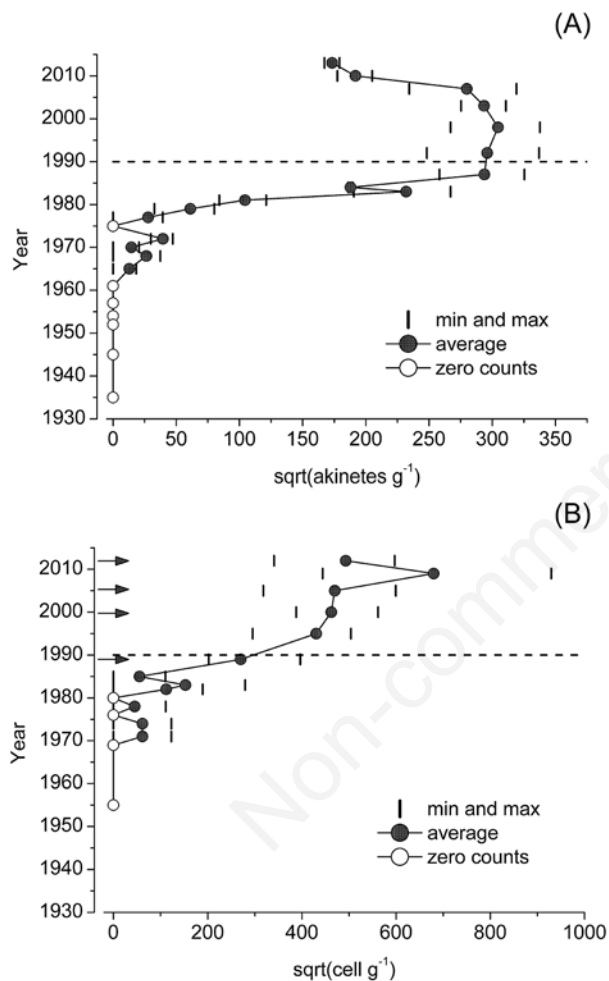 (A)
2010
2000
1990
1980
1970
1960
1950
1940
1930
Year
min and max
average
zero counts
0 50 100 150 200 250 300 350
sqrt(akinetes g⁻¹)
(B)
2010
2000
1990
1980
1970
1960
1950
1940
1930
Year
min and max
average
zero counts
0 200 400 600 800 1000
sqrt(cell g⁻¹)
Non-commer